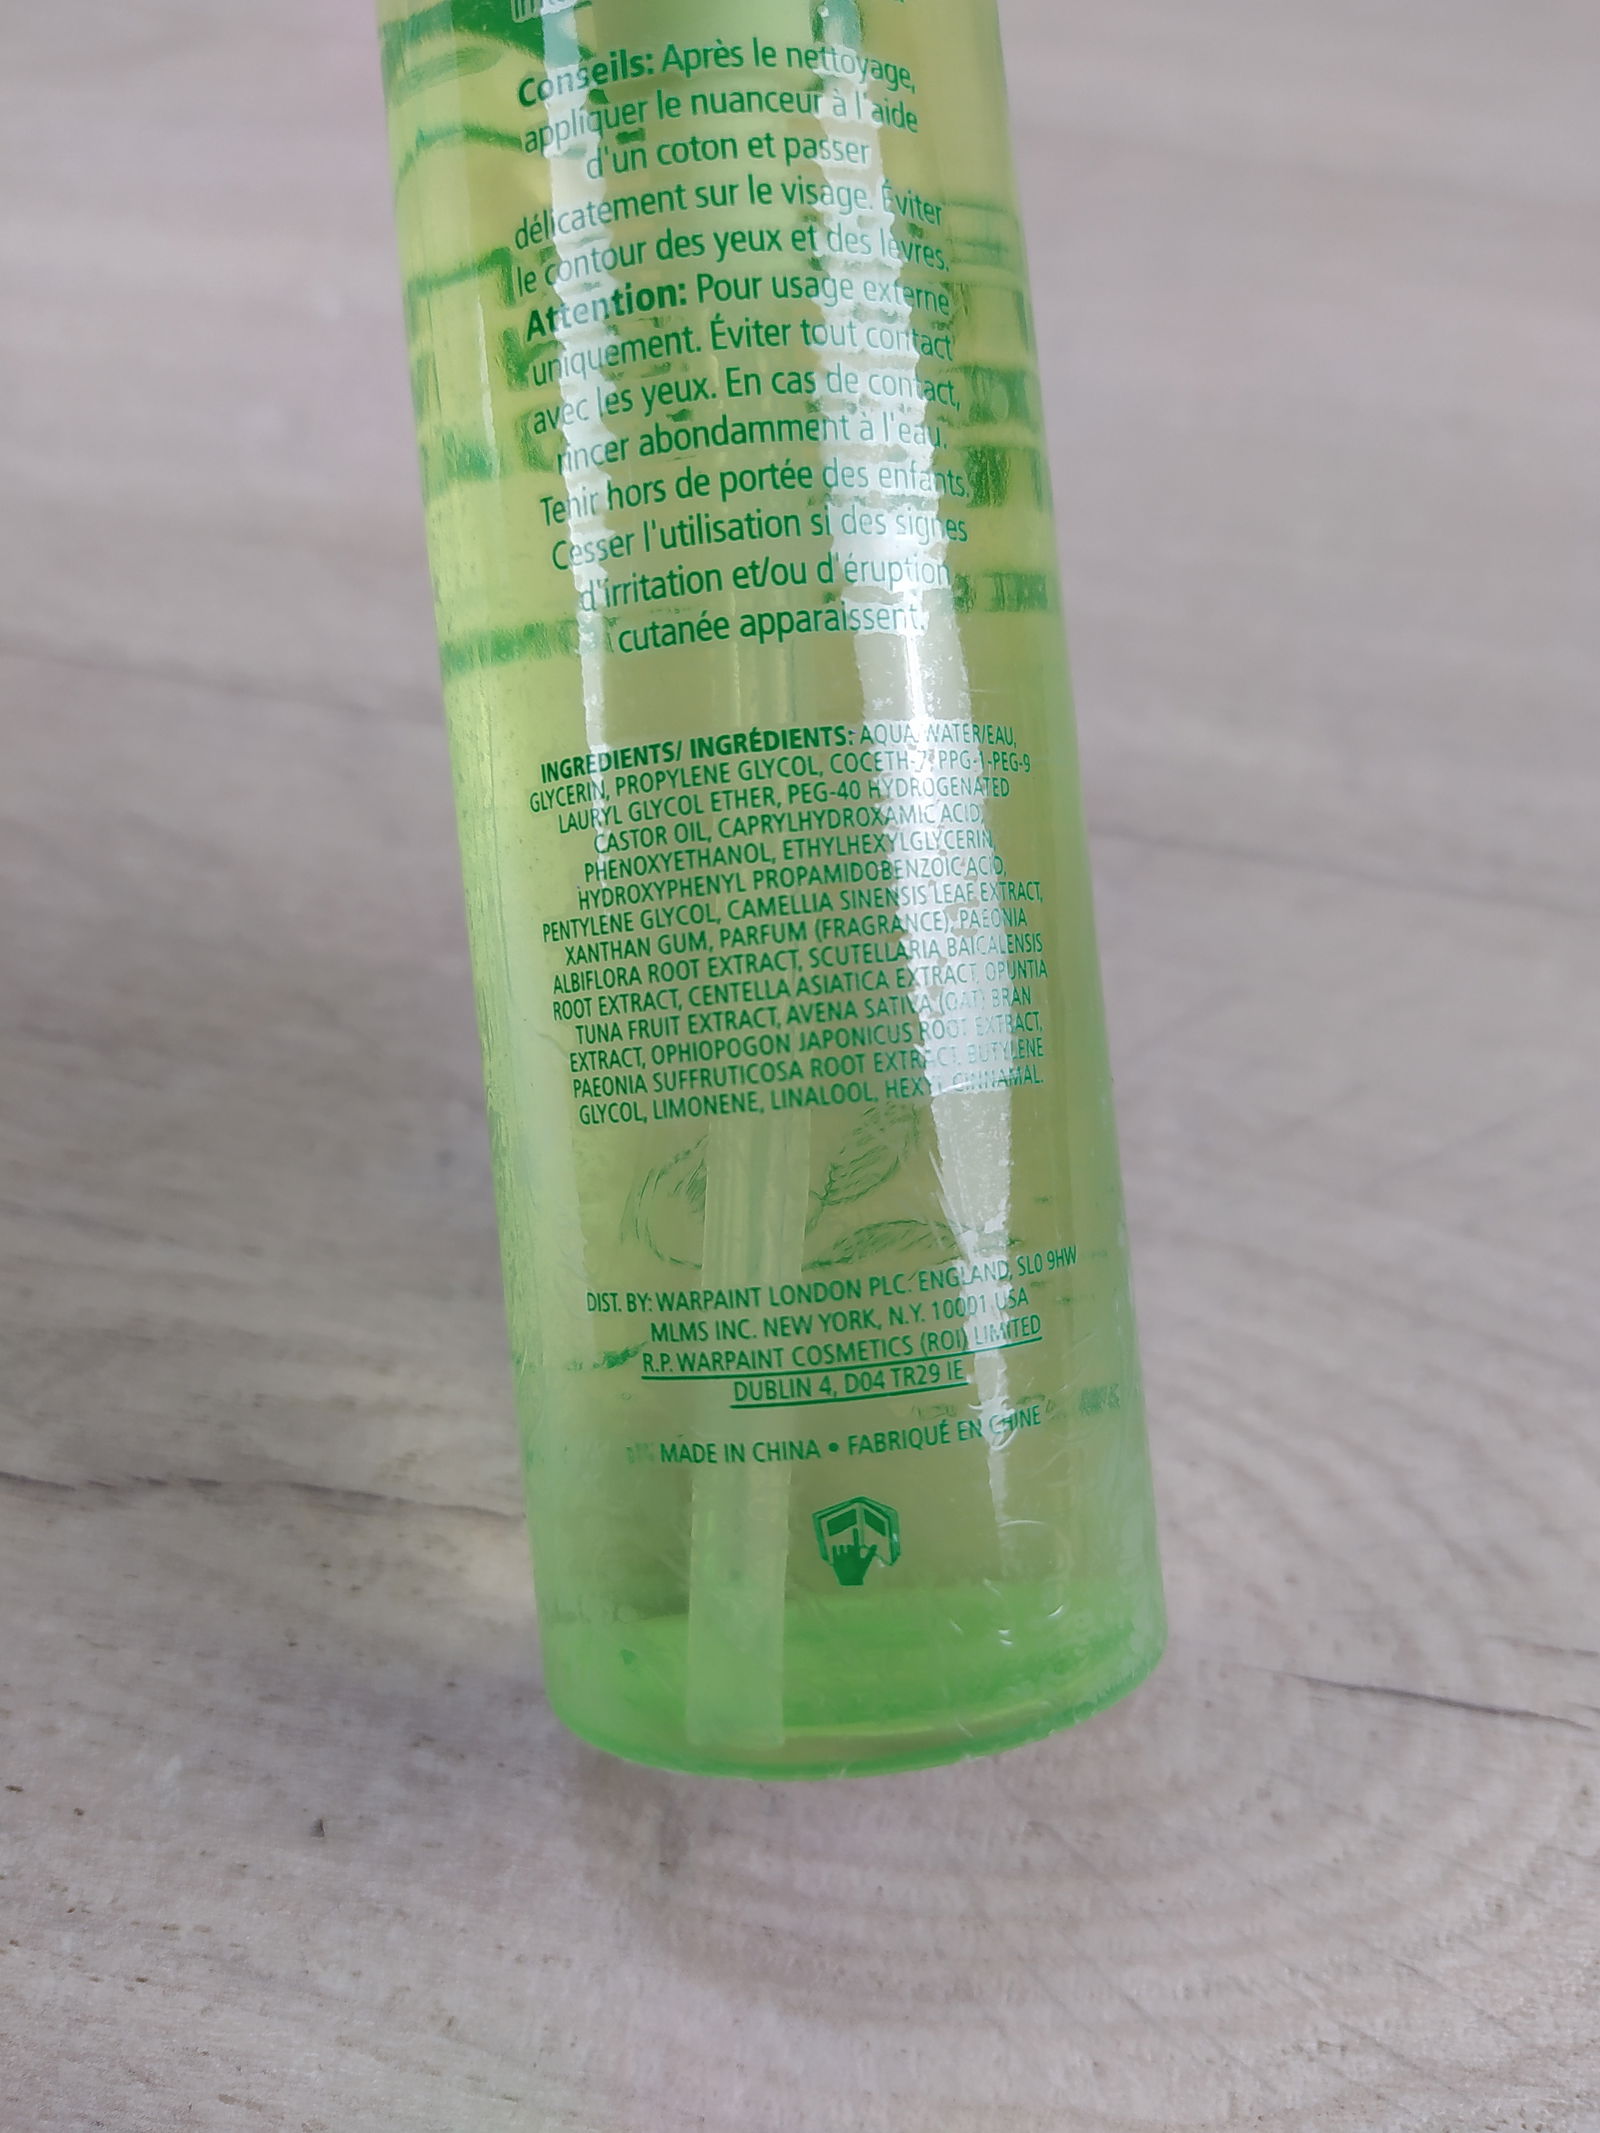 Conseils: Après le nettoyage,
appliquer le nuanceur à l'aide
d'un coton et passer
délicatement sur le visage. Éviter
le contour des yeux et des lèvres.
Attention: Pour usage externe
uniquement. Éviter tout contact
avec les yeux. En cas de contact,
rincer abondamment à l'eau.
Tenir hors de portée des enfants.
Cesser l'utilisation si des signes
d'irritation et/ou d'éruption
cutanée apparaissent.
INGREDIENTS/ INGRÉDIENTS: AQUA/WATER/EAU,
GLYCERIN, PROPYLENE GLYCOL, COCETH-7, PPG-1-PEG-9
LAURYL GLYCOL ETHER, PEG-40 HYDROGENATED
CASTOR OIL, CAPRYLHYDROXAMIC ACID,
PHENOXYETHANOL, ETHYLHEXYLGLYCERIN,
HYDROXYPHENYL PROPAMIDOBENZOIC ACID,
PENTYLENE GLYCOL, CAMELLIA SINENSIS LEAF EXTRACT,
XANTHAN GUM, PARFUM (FRAGRANCE), PAEONIA
ALBIFLORA ROOT EXTRACT, SCUTELLARIA BAICALENSIS
ROOT EXTRACT, CENTELLA ASIATICA EXTRACT, OPUNTIA
TUNA FRUIT EXTRACT, AVENA SATIVA (OAT) BRAN
EXTRACT, OPHIOPOGON JAPONICUS ROOT EXTRACT,
PAEONIA SUFFRUTICOSA ROOT EXTRACT, BUTYLENE
GLYCOL, LIMONENE, LINALOOL, HEXYL CINNAMAL.
DIST. BY: WARPAINT LONDON PLC. ENGLAND, SL0 9HW
MLMS INC. NEW YORK, N.Y. 10001 USA
R.P. WARPAINT COSMETICS (ROI) LIMITED
DUBLIN 4, D04 TR29 IE
MADE IN CHINA • FABRIQUÉ EN CHINE